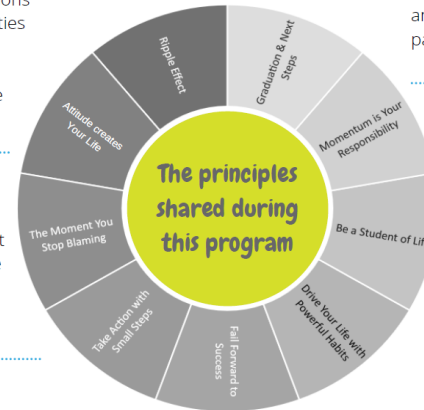 The principles
shared during
this program
Graduation & Next
Steps
Momentum is Your
Responsibility
Be a Student of Life
Drive Your Life with
Powerful Habits
Fail Forward to
Success
Take Action with
Small Steps
The Moment You
Stop Blaming
Attitude creates
Your Life
Ripple Effect